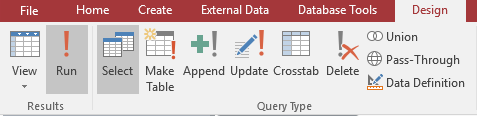 File Home Create External Data Database Tools Design
View
Run
Select
Make
Table
Append
Update
Crosstab
Delete
Union
Pass-Through
Data Definition
Results
Query Type